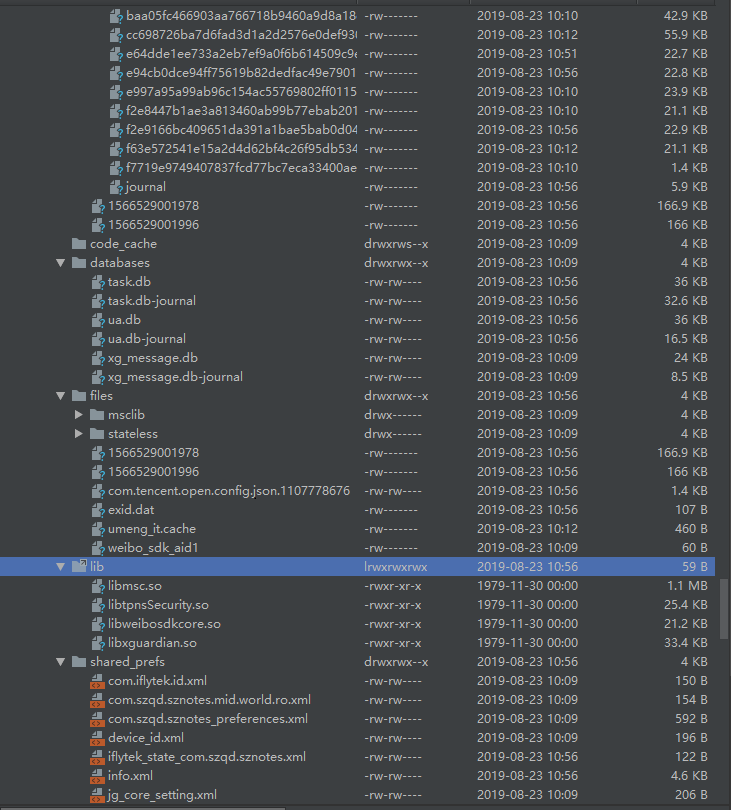 baa05fc466903aa766718b9460a9d8a18 -rw------- 2019-08-23 10:10 42.9 KB
cc698726ba7d6fad3d1a2d2576e0def930 -rw------- 2019-08-23 10:12 55.9 KB
e64dde1ee733a2eb7ef9a0f6b614509c9e -rw------- 2019-08-23 10:51 22.7 KB
e94cb0dce94ff75619b82dedfac49e7901 -rw------- 2019-08-23 10:56 22.8 KB
e997a95a99ab96c154ac55769802ff0115 -rw------- 2019-08-23 10:10 23.9 KB
f2e8447b1ae3a813460ab99b77ebab201 -rw------- 2019-08-23 10:10 21.1 KB
f2e9166bc409651da391a1bae5bab0d04 -rw------- 2019-08-23 10:56 22.9 KB
f63e572541e15a2d4d62bf4c26f95db534 -rw------- 2019-08-23 10:12 21.1 KB
f7719e9749407837fcd77bc7eca33400ae -rw------- 2019-08-23 10:10 1.4 KB
journal -rw------- 2019-08-23 10:56 5.9 KB
1566529001978 -rw------- 2019-08-23 10:56 166.9 KB
1566529001996 -rw------- 2019-08-23 10:56 166 KB
code_cache drwxrws--x 2019-08-23 10:09 4 KB
databases drwxrwx--x 2019-08-23 10:09 4 KB
task.db -rw-rw---- 2019-08-23 10:56 36 KB
task.db-journal -rw-rw---- 2019-08-23 10:56 32.6 KB
ua.db -rw-rw---- 2019-08-23 10:56 36 KB
ua.db-journal -rw-rw---- 2019-08-23 10:56 16.5 KB
xg_message.db -rw-rw---- 2019-08-23 10:09 24 KB
xg_message.db-journal -rw-rw---- 2019-08-23 10:09 8.5 KB
files drwxrwx--x 2019-08-23 10:56 4 KB
msclib drwx------ 2019-08-23 10:09 4 KB
stateless drwx------ 2019-08-23 10:09 4 KB
1566529001978 -rw------- 2019-08-23 10:56 166.9 KB
1566529001996 -rw------- 2019-08-23 10:56 166 KB
com.tencent.open.config.json.1107778676 -rw-rw---- 2019-08-23 10:56 1.4 KB
exid.dat -rw------- 2019-08-23 10:09 107 B
umeng_it.cache -rw------- 2019-08-23 10:12 460 B
weibo_sdk_aid1 -rw------- 2019-08-23 10:09 60 B
lib lrwxrwxrwx 2019-08-23 10:56 59 B
libmsc.so -rwxr-xr-x 1979-11-30 00:00 1.1 MB
libtpnsSecurity.so -rwxr-xr-x 1979-11-30 00:00 25.4 KB
libweibosdkcore.so -rwxr-xr-x 1979-11-30 00:00 21.2 KB
libxguardian.so -rwxr-xr-x 1979-11-30 00:00 33.4 KB
shared_prefs drwxrwx--x 2019-08-23 10:56 4 KB
com.iflytek.id.xml -rw-rw---- 2019-08-23 10:09 150 B
com.szqd.sznotes.mid.world.ro.xml -rw-rw---- 2019-08-23 10:09 154 B
com.szqd.sznotes_preferences.xml -rw-rw---- 2019-08-23 10:09 592 B
device_id.xml -rw-rw---- 2019-08-23 10:09 196 B
iflytek_state_com.szqd.sznotes.xml -rw-rw---- 2019-08-23 10:56 122 B
info.xml -rw-rw---- 2019-08-23 10:56 4.6 KB
jg_core_setting.xml -rw-rw---- 2019-08-23 10:09 206 B